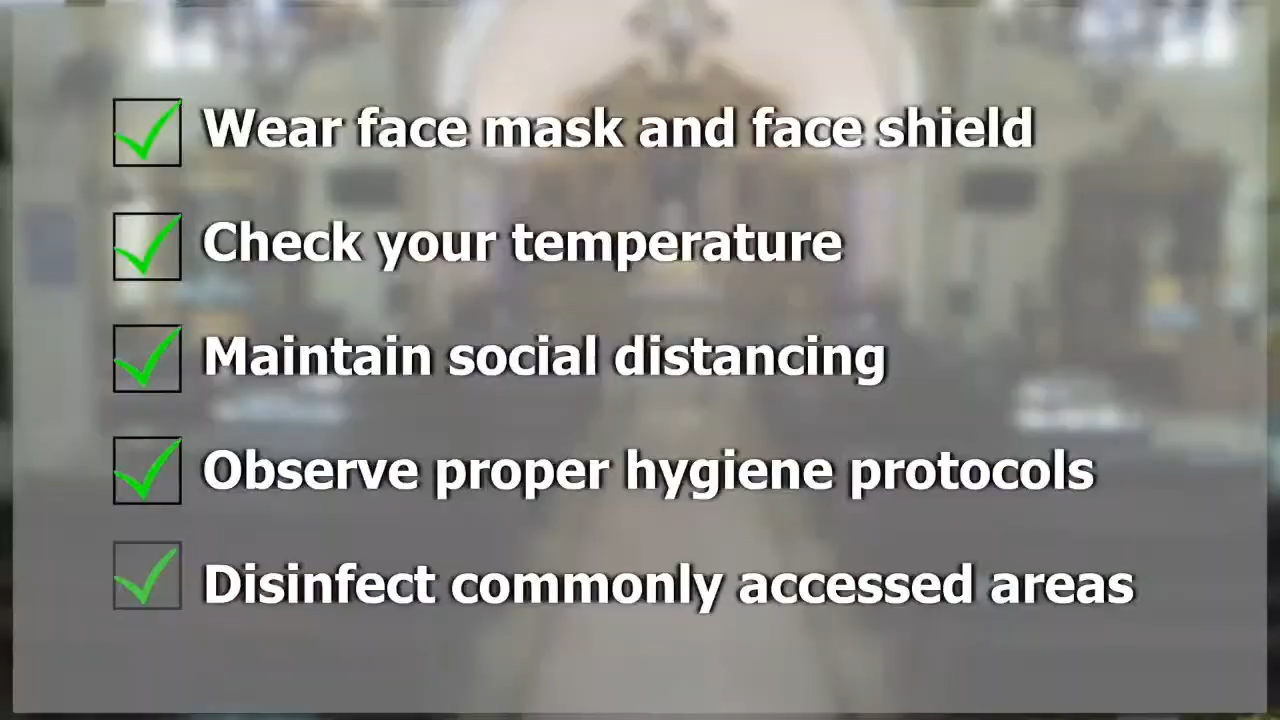 Wear face mask and face shield
Check your temperature
Maintain social distancing
Observe proper hygiene protocols
Disinfect commonly accessed areas